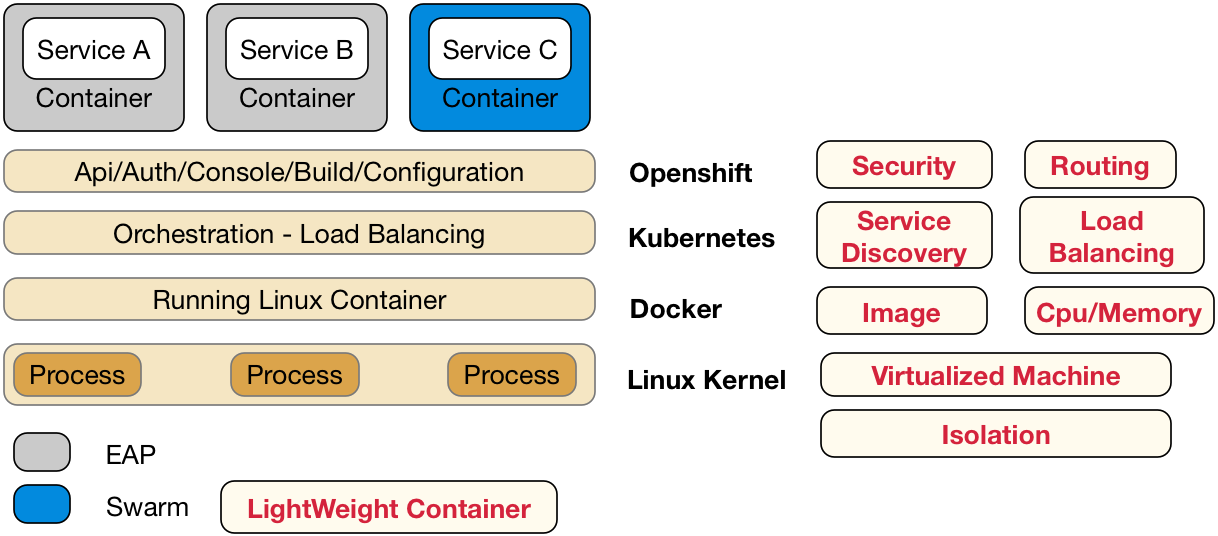 Service A
Service B
Service C
Container
Container
Container
Api/Auth/Console/Build/Configuration
Openshift
Security
Routing
Orchestration - Load Balancing
Kubernetes
Service
Discovery
Load
Balancing
Running Linux Container
Docker
Image
Cpu/Memory
Process
Process
Process
Linux Kernel
Virtualized Machine
Isolation
EAP
Swarm
LightWeight Container